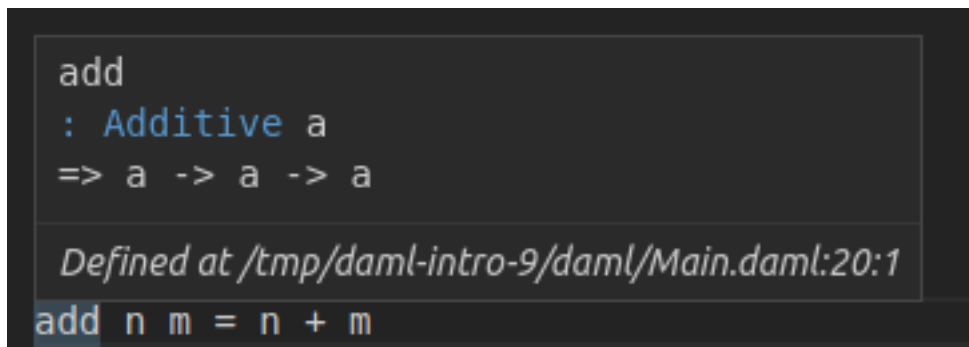 add
: Additive a
=> a -> a -> a
Defined at /tmp/daml-intro-9/daml/Main.daml:20:1
add n m = n + m